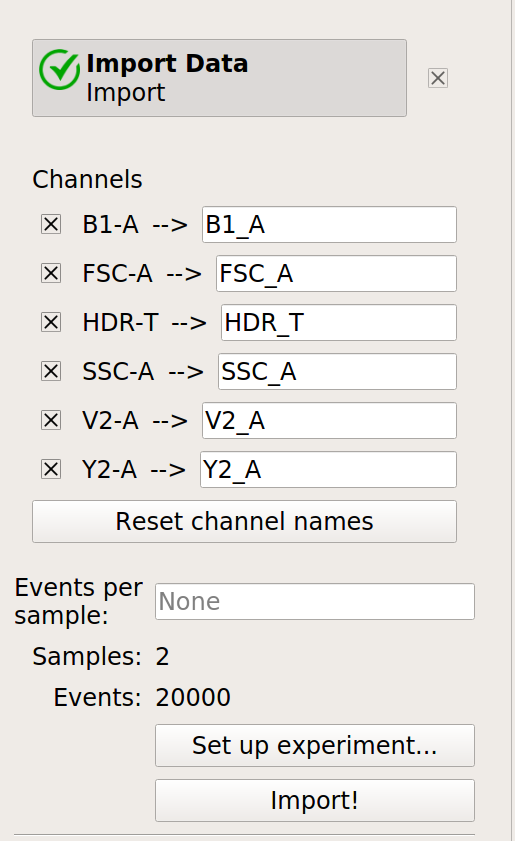 Import Data
Import
Channels
B1-A --> B1_A
FSC-A --> FSC_A
HDR-T --> HDR_T
SSC-A --> SSC_A
V2-A --> V2_A
Y2-A --> Y2_A
Reset channel names
Events per
sample: None
Samples: 2
Events: 20000
Set up experiment...
Import!